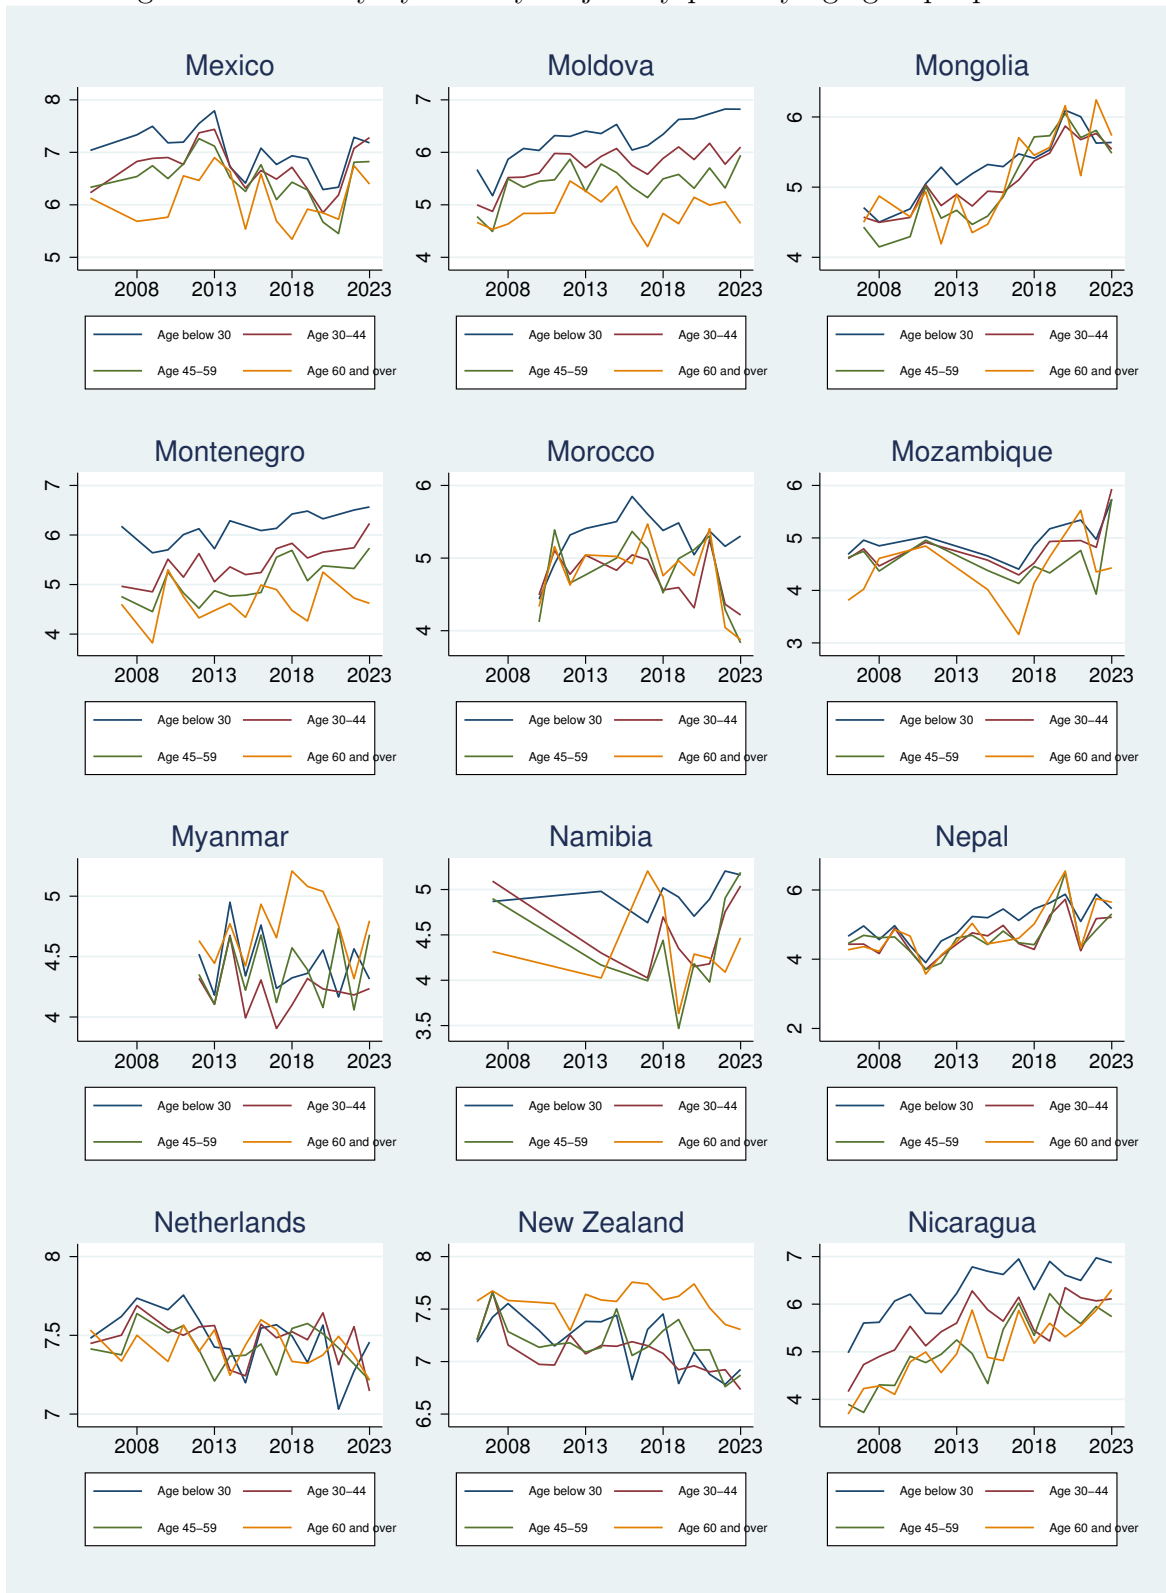 Mexico Moldova Mongolia
8
7
6
5
2008 2013 2018 2023
7
6
5
4
2008 2013 2018 2023
6
5
4
2008 2013 2018 2023
Age below 30 Age 30–44
Age 45–59 Age 60 and over
Age below 30 Age 30–44
Age 45–59 Age 60 and over
Age below 30 Age 30–44
Age 45–59 Age 60 and over
Montenegro Morocco Mozambique
7
6
5
4
2008 2013 2018 2023
6
5
4
2008 2013 2018 2023
6
5
4
3
2008 2013 2018 2023
Age below 30 Age 30–44
Age 45–59 Age 60 and over
Age below 30 Age 30–44
Age 45–59 Age 60 and over
Age below 30 Age 30–44
Age 45–59 Age 60 and over
Myanmar Namibia Nepal
5
4.5
4
2008 2013 2018 2023
5
4.5
4
3.5
2008 2013 2018 2023
6
4
2
2008 2013 2018 2023
Age below 30 Age 30–44
Age 45–59 Age 60 and over
Age below 30 Age 30–44
Age 45–59 Age 60 and over
Age below 30 Age 30–44
Age 45–59 Age 60 and over
Netherlands New Zealand Nicaragua
8
7.5
7
2008 2013 2018 2023
8
7.5
7
6.5
2008 2013 2018 2023
7
6
5
4
2008 2013 2018 2023
Age below 30 Age 30–44
Age 45–59 Age 60 and over
Age below 30 Age 30–44
Age 45–59 Age 60 and over
Age below 30 Age 30–44
Age 45–59 Age 60 and over